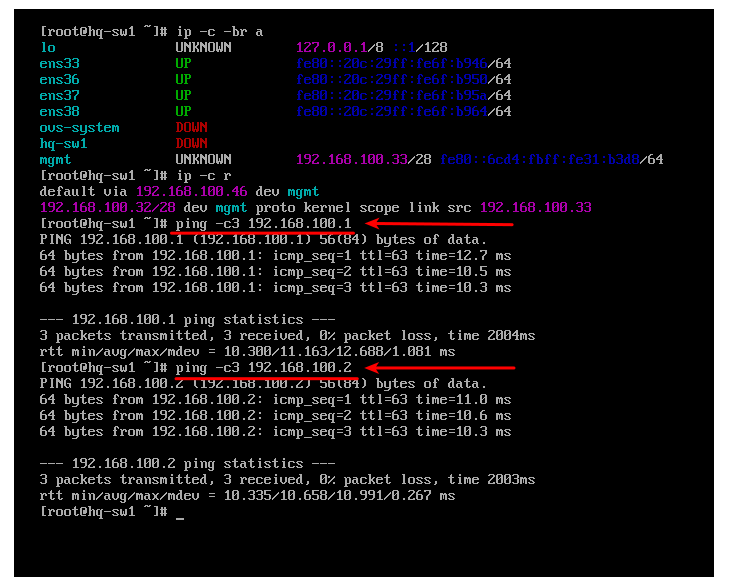 [root@hq-sw1 ~]# ip -c -br a
lo UNKNOWN 127.0.0.1/8 ::1/128
ens33 UP fe80::20c:29ff:fe6f:b946/64
ens36 UP fe80::20c:29ff:fe6f:b950/64
ens37 UP fe80::20c:29ff:fe6f:b95a/64
ens38 UP fe80::20c:29ff:fe6f:b964/64
ovs-system DOWN
hq-sw1 DOWN
mgmt UNKNOWN 192.168.100.33/28 /64
[root@hq-sw1 ~]# ip -c r
default via 192.168.100.46 dev mgmt
192.168.100.32/28 dev mgmt proto kernel scope link src 192.168.100.33
[root@hq-sw1 ~]# ping -c3 192.168.100.1
PING 192.168.100.1 (192.168.100.1) 56(84) bytes of data.
64 bytes from 192.168.100.1: icmp_seq=1 ttl=63 time=12.7 ms
64 bytes from 192.168.100.1: icmp_seq=2 ttl=63 time=10.5 ms
64 bytes from 192.168.100.1: icmp_seq=3 ttl=63 time=10.3 ms
--- 192.168.100.1 ping statistics ---
3 packets transmitted, 3 received, 0% packet loss, time 2004ms
rtt min/avg/max/mdev = 10.300/11.163/12.688/1.081 ms
[root@hq-sw1 ~]# ping -c3 192.168.100.2
PING 192.168.100.2 (192.168.100.2) 56(84) bytes of data.
64 bytes from 192.168.100.2: icmp_seq=1 ttl=63 time=11.0 ms
64 bytes from 192.168.100.2: icmp_seq=2 ttl=63 time=10.6 ms
64 bytes from 192.168.100.2: icmp_seq=3 ttl=63 time=10.3 ms
--- 192.168.100.2 ping statistics ---
3 packets transmitted, 3 received, 0% packet loss, time 2003ms
rtt min/avg/max/mdev = 10.335/10.658/10.991/0.267 ms
[root@hq-sw1 ~]# _